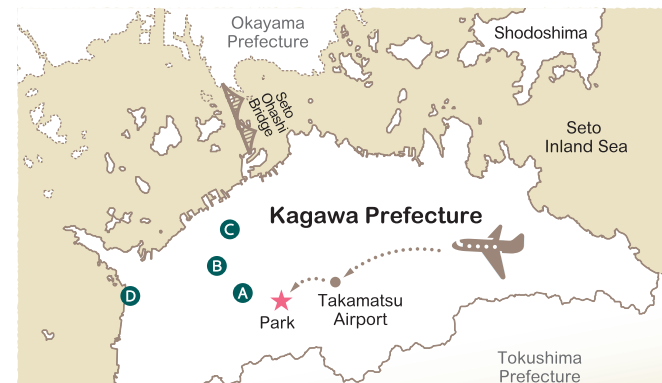 Okayama
Prefecture
Shodoshima
Seto
Ohashi
Bridge
Seto
Inland Sea
Kagawa Prefecture
C
B
D
A
Park
Takamatsu
Airport
Tokushima
Prefecture